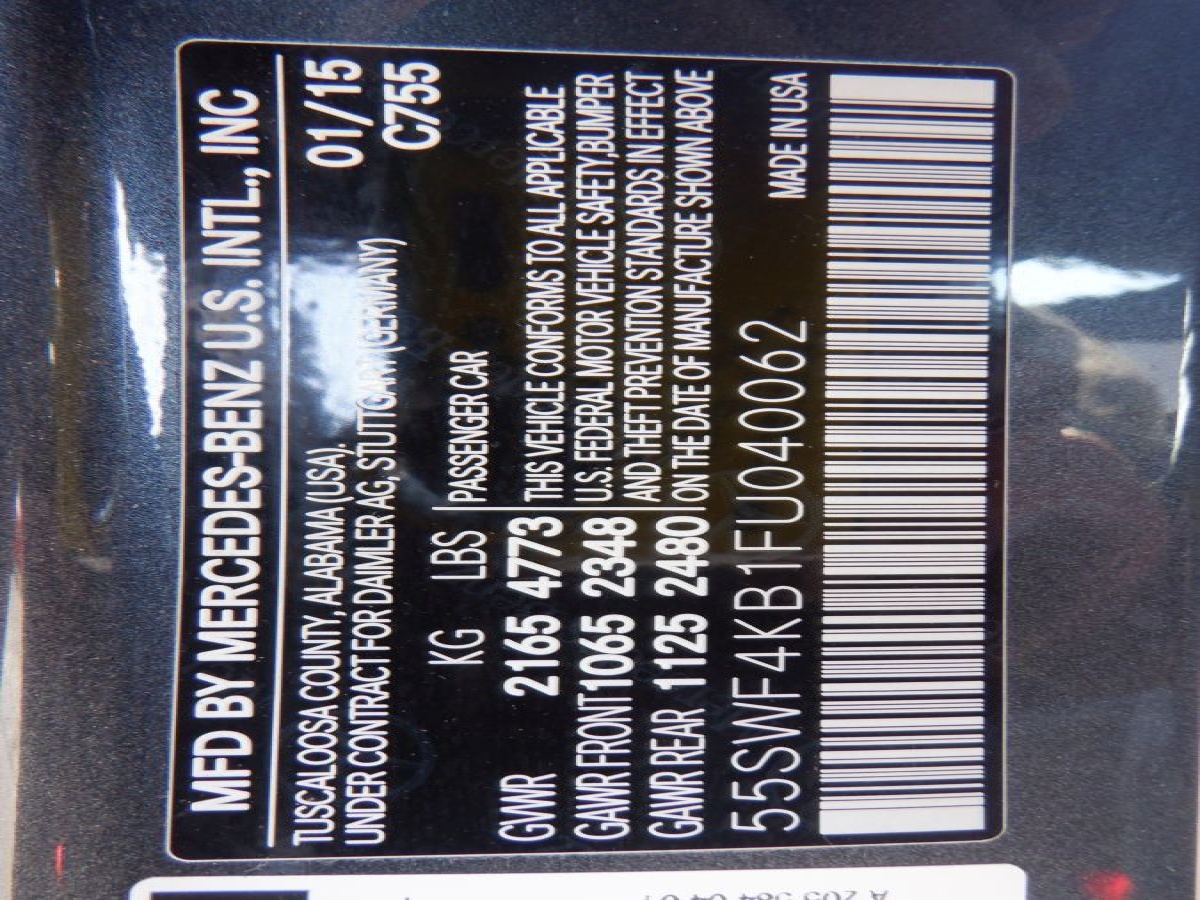 MFD BY MERCEDES-BENZ U.S. INTL., INC
TUSCALOOSA COUNTY, ALABAMA (USA). 01/15
UNDER CONTRACT FOR DAIMLER AG, STUTTGART (GERMANY) C755
KG LBS PASSENGER CAR
GWR 2165 4773 THIS VEHICLE CONFORMS TO ALL APPLICABLE
GAWR FRONT 1065 2348 U.S. FEDERAL MOTOR VEHICLE SAFETY, BUMPER
GAWR REAR 1125 2480 AND THEFT PREVENTION STANDARDS IN EFFECT
ON THE DATE OF MANUFACTURE SHOWN ABOVE
55SWF4KB1FU040062 MADE IN USA